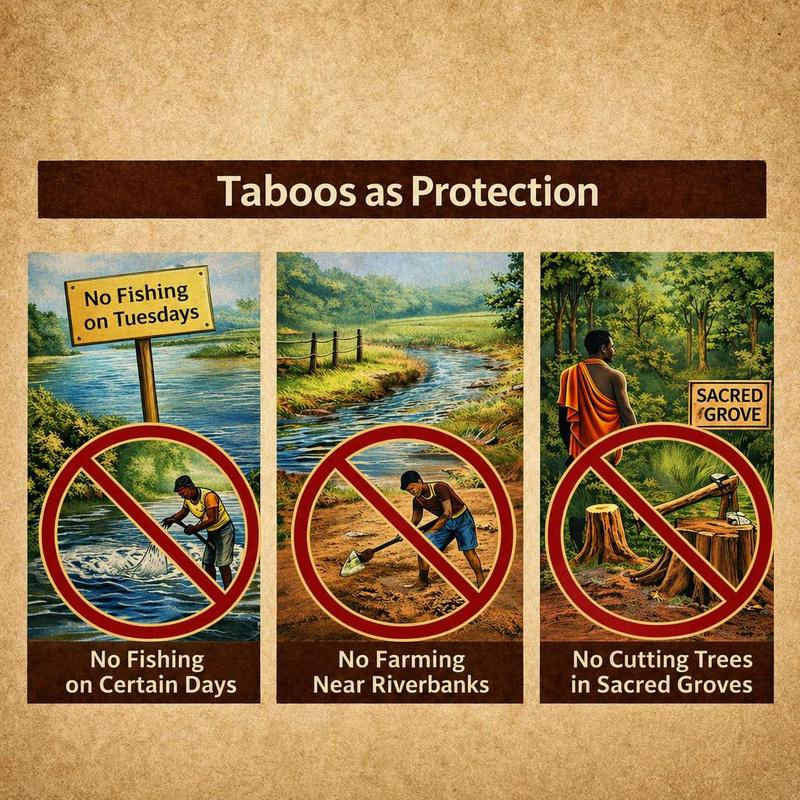 Taboos as Protection
No Fishing
on Tuesdays
SACRED
GROVE
No Fishing
on Certain Days
No Farming
Near Riverbanks
No Cutting Trees
in Sacred Groves